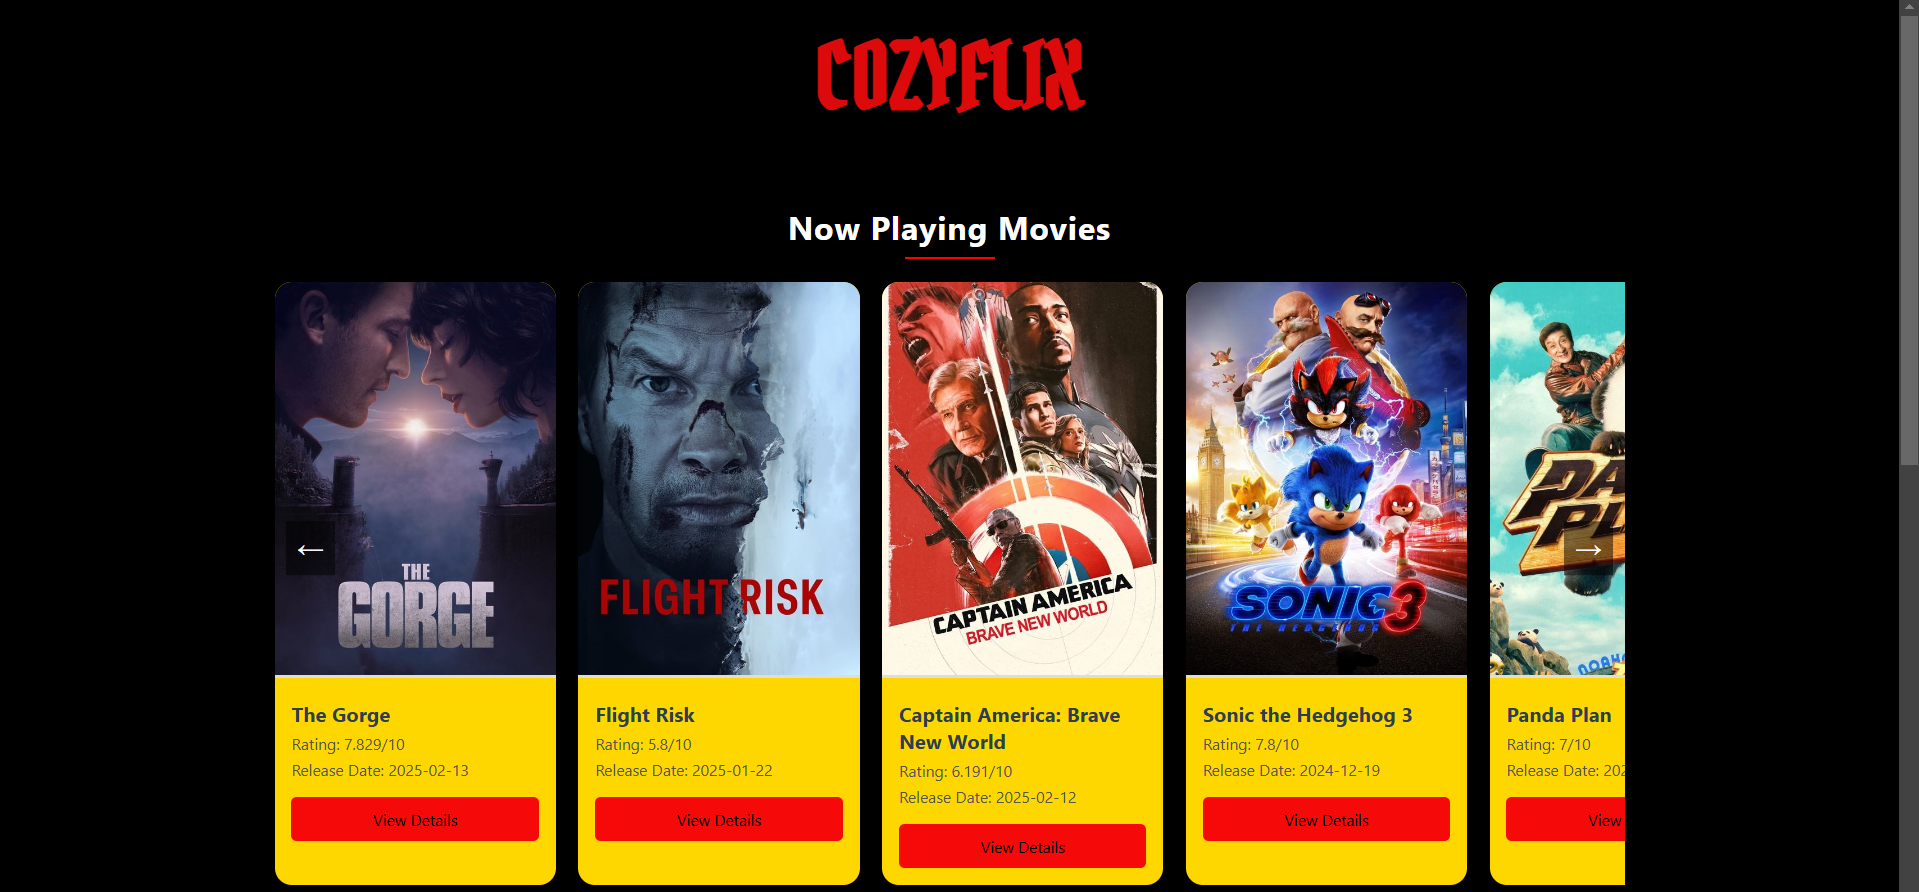 COZYFLIX
Now Playing Movies
←
→
THE
GORGE
FLIGHT RISK
CAPTAIN AMERICA
BRAVE NEW WORLD
SONIC 3
THE HEDGEHOG
PA
PL
The Gorge
Rating: 7.829/10
Release Date: 2025-02-13
View Details
Flight Risk
Rating: 5.8/10
Release Date: 2025-01-22
View Details
Captain America: Brave
New World
Rating: 6.191/10
Release Date: 2025-02-12
View Details
Sonic the Hedgehog 3
Rating: 7.8/10
Release Date: 2024-12-19
View Details
Panda Plan
Rating: 7/10
Release Date: 202
View